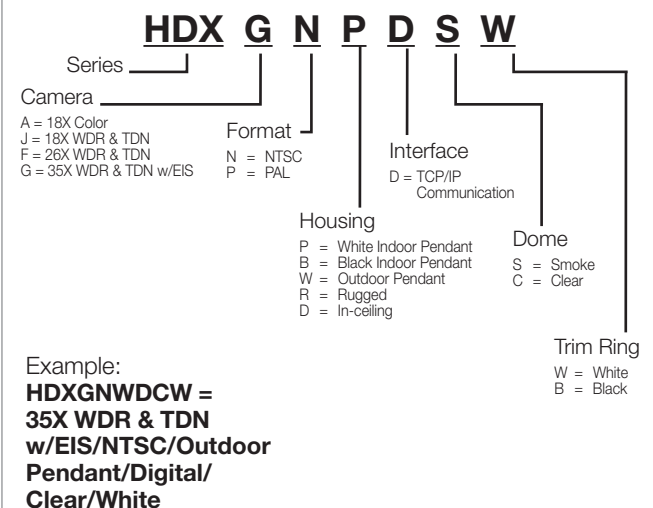 HDX G N P D S W
Series
Camera
A = 18X Color
J = 18X WDR & TDN
F = 26X WDR & TDN
G = 35X WDR & TDN w/EIS
Format
N = NTSC
P = PAL
Interface
D = TCP/IP
Communication
Housing
P = White Indoor Pendant
B = Black Indoor Pendant
W = Outdoor Pendant
R = Rugged
D = In-ceiling
Dome
S = Smoke
C = Clear
Trim Ring
W = White
B = Black
Example:
HDXGNWDCW =
35X WDR & TDN
w/EIS/NTSC/Outdoor
Pendant/Digital/
Clear/White